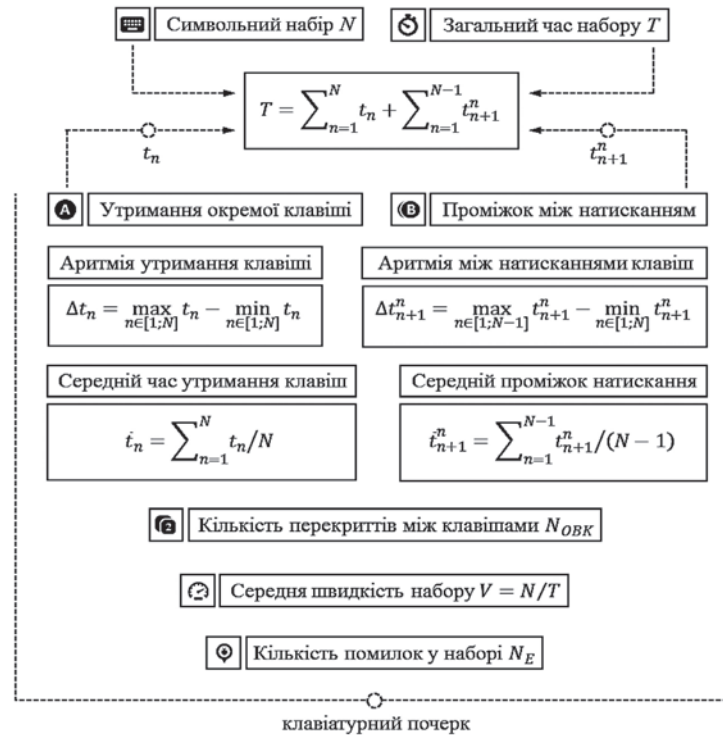 Символьний набір N
Загальний час набору T
T = ∑_{n=1}^{N} t_n + ∑_{n=1}^{N−1} t_{n+1}^{n}
t_n
t_{n+1}^{n}
A Утримання окремої клавіші
B Проміжок між натисканням
Аритмія утримання клавіші
Аритмія між натисканнями клавіш
Δt_n = max_{n∈[1;N]} t_n − min_{n∈[1;N]} t_n
Δt_{n+1}^{n} = max_{n∈[1;N−1]} t_{n+1}^{n} − min_{n∈[1;N]} t_{n+1}^{n}
Середній час утримання клавіш
Середній проміжок натискання
ṫ_n = ∑_{n=1}^{N} t_n/N
ṫ_{n+1}^{n} = ∑_{n=1}^{N−1} t_{n+1}^{n}/(N − 1)
2 Кількість перекриттів між клавішами N_{ОВК}
Середня швидкість набору V = N/T
Кількість помилок у наборі N_E
клавіатурний почерк